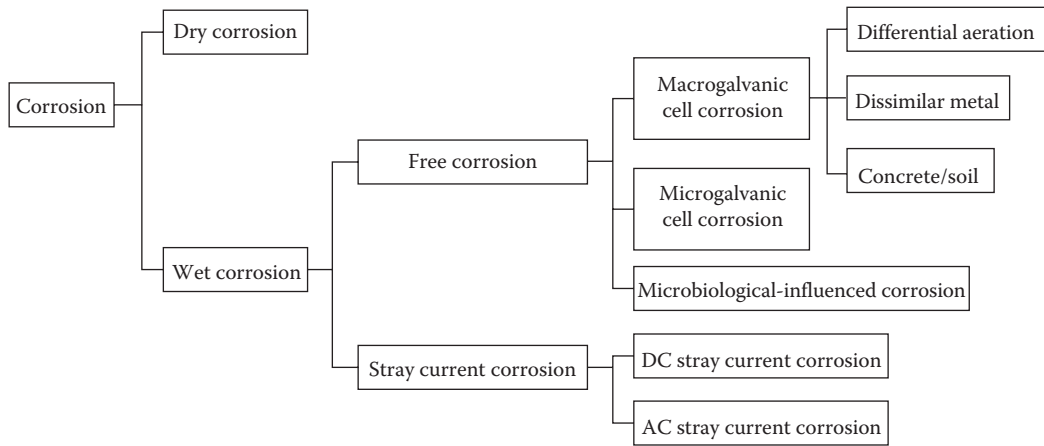 Dry corrosion
Corrosion
Wet corrosion
Free corrosion
Stray current corrosion
Macrogalvanic
cell corrosion
Microgalvanic
cell corrosion
Microbiological-influenced corrosion
DC stray current corrosion
AC stray current corrosion
Differential aeration
Dissimilar metal
Concrete/soil